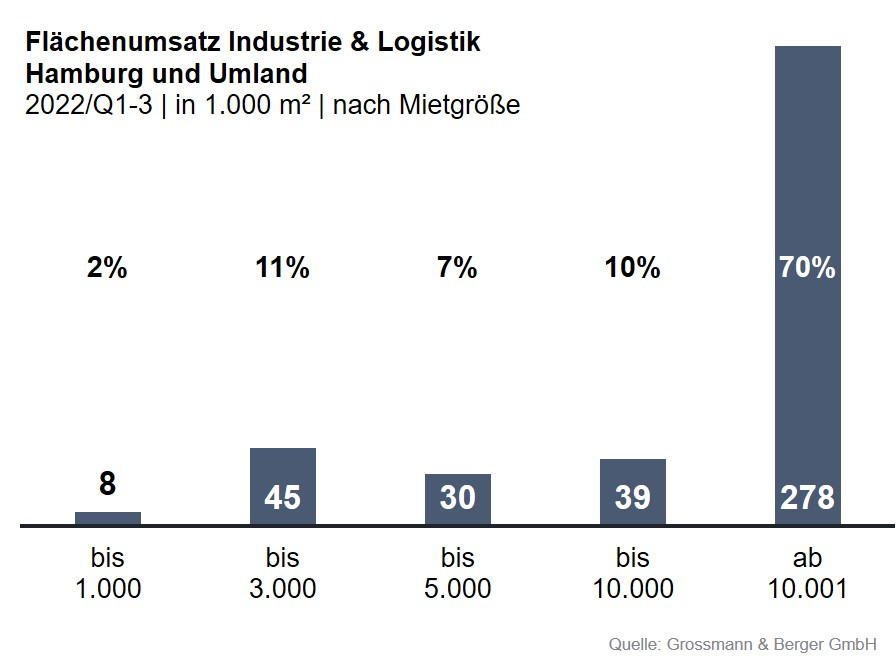 Flächenumsatz Industrie & Logistik
Hamburg und Umland
2022/Q1-3 | in 1.000 m² | nach Mietgröße
2% 11% 7% 10% 70%
8 45 30 39 278
bis bis bis bis ab
1.000 3.000 5.000 10.000 10.001
Quelle: Grossmann & Berger GmbH